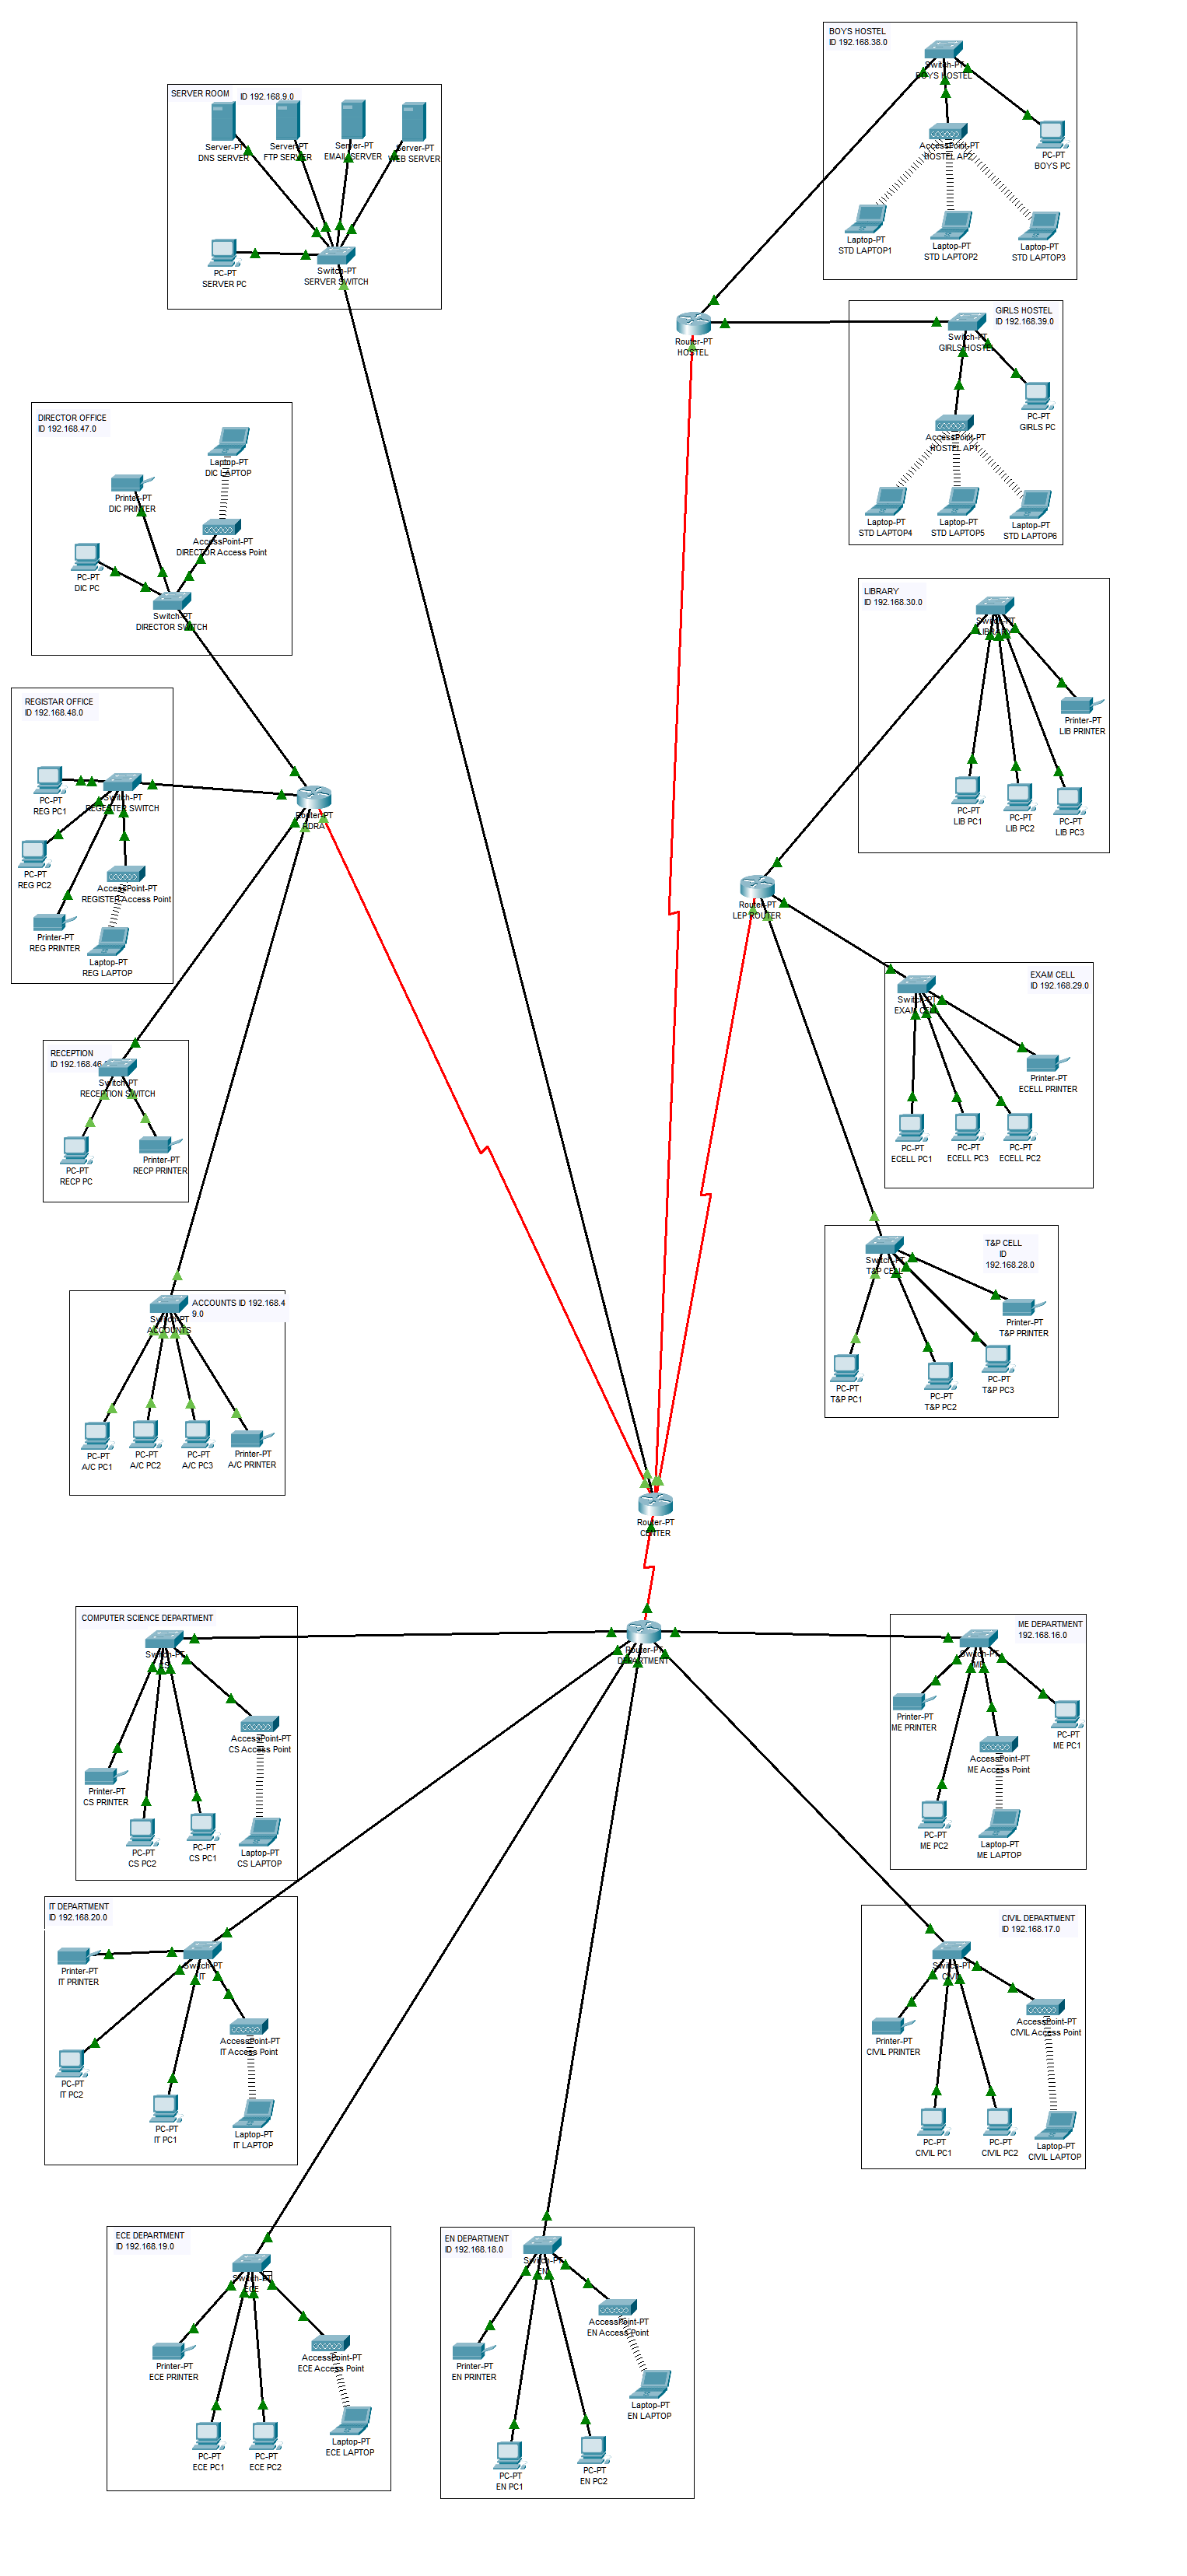 BOYS HOSTEL
ID 192.168.38.0
Switch-PT
BOYS HOSTEL
AccessPoint-PT
HOSTEL AP2
PC-PT
BOYS PC
Laptop-PT
STD LAPTOP1
Laptop-PT
STD LAPTOP2
Laptop-PT
STD LAPTOP3
SERVER ROOM
ID 192.168.9.0
Server-PT
DNS SERVER
Server-PT
FTP SERVER
Server-PT
EMAIL SERVER
Server-PT
WEB SERVER
PC-PT
SERVER PC
Switch-PT
SERVER SWITCH
Router-PT
HOSTEL
GIRLS HOSTEL
ID 192.168.39.0
Switch-PT
GIRLS HOSTEL
PC-PT
GIRLS PC
AccessPoint-PT
HOSTEL AP1
Laptop-PT
STD LAPTOP4
Laptop-PT
STD LAPTOP5
Laptop-PT
STD LAPTOP6
DIRECTOR OFFICE
ID 192.168.47.0
Laptop-PT
DIC LAPTOP
Printer-PT
DIC PRINTER
AccessPoint-PT
DIRECTOR Access Point
PC-PT
DIC PC
Switch-PT
DIRECTOR SWITCH
LIBRARY
ID 192.168.30.0
Switch-PT
LIBRARY
Printer-PT
LIB PRINTER
PC-PT
LIB PC1
PC-PT
LIB PC2
PC-PT
LIB PC3
REGISTAR OFFICE
ID 192.168.48.0
PC-PT
REG PC1
Switch-PT
REGESTER SWITCH
PC-PT
REG PC2
AccessPoint-PT
REGISTER Access Point
Printer-PT
REG PRINTER
Laptop-PT
REG LAPTOP
Router-PT
RDRA
Router-PT
LEP ROUTER
EXAM CELL
ID 192.168.29.0
Switch-PT
EXAM CELL
Printer-PT
ECELL PRINTER
PC-PT
ECELL PC1
PC-PT
ECELL PC3
PC-PT
ECELL PC2
RECEPTION
ID 192.168.46
Switch-PT
RECEPTION SWITCH
PC-PT
RECP PC
Printer-PT
RECP PRINTER
T&P CELL
ID
192.168.28.0
Switch-PT
T&P CELL
Printer-PT
T&P PRINTER
PC-PT
T&P PC1
PC-PT
T&P PC2
PC-PT
T&P PC3
ACCOUNTS ID 192.168.4
9.0
Switch-PT
ACCOUNTS
PC-PT
A/C PC1
PC-PT
A/C PC2
PC-PT
A/C PC3
Printer-PT
A/C PRINTER
Router-PT
CENTER
COMPUTER SCIENCE DEPARTMENT
Switch-PT
CS
AccessPoint-PT
CS Access Point
Printer-PT
CS PRINTER
PC-PT
CS PC2
PC-PT
CS PC1
Laptop-PT
CS LAPTOP
Router-PT
DEPARTMENT
ME DEPARTMENT
192.168.16.0
Switch-PT
ME
Printer-PT
ME PRINTER
PC-PT
ME PC1
AccessPoint-PT
ME Access Point
PC-PT
ME PC2
Laptop-PT
ME LAPTOP
IT DEPARTMENT
ID 192.168.20.0
Switch-PT
IT
Printer-PT
IT PRINTER
AccessPoint-PT
IT Access Point
PC-PT
IT PC2
PC-PT
IT PC1
Laptop-PT
IT LAPTOP
CIVIL DEPARTMENT
ID 192.168.17.0
Switch-PT
CIVIL
Printer-PT
CIVIL PRINTER
AccessPoint-PT
CIVIL Access Point
PC-PT
CIVIL PC1
PC-PT
CIVIL PC2
Laptop-PT
CIVIL LAPTOP
ECE DEPARTMENT
ID 192.168.19.0
Switch-PT
ECE
Printer-PT
ECE PRINTER
AccessPoint-PT
ECE Access Point
PC-PT
ECE PC1
PC-PT
ECE PC2
Laptop-PT
ECE LAPTOP
EN DEPARTMENT
ID 192.168.18.0
Switch-PT
EN
AccessPoint-PT
EN Access Point
Printer-PT
EN PRINTER
Laptop-PT
EN LAPTOP
PC-PT
EN PC1
PC-PT
EN PC2